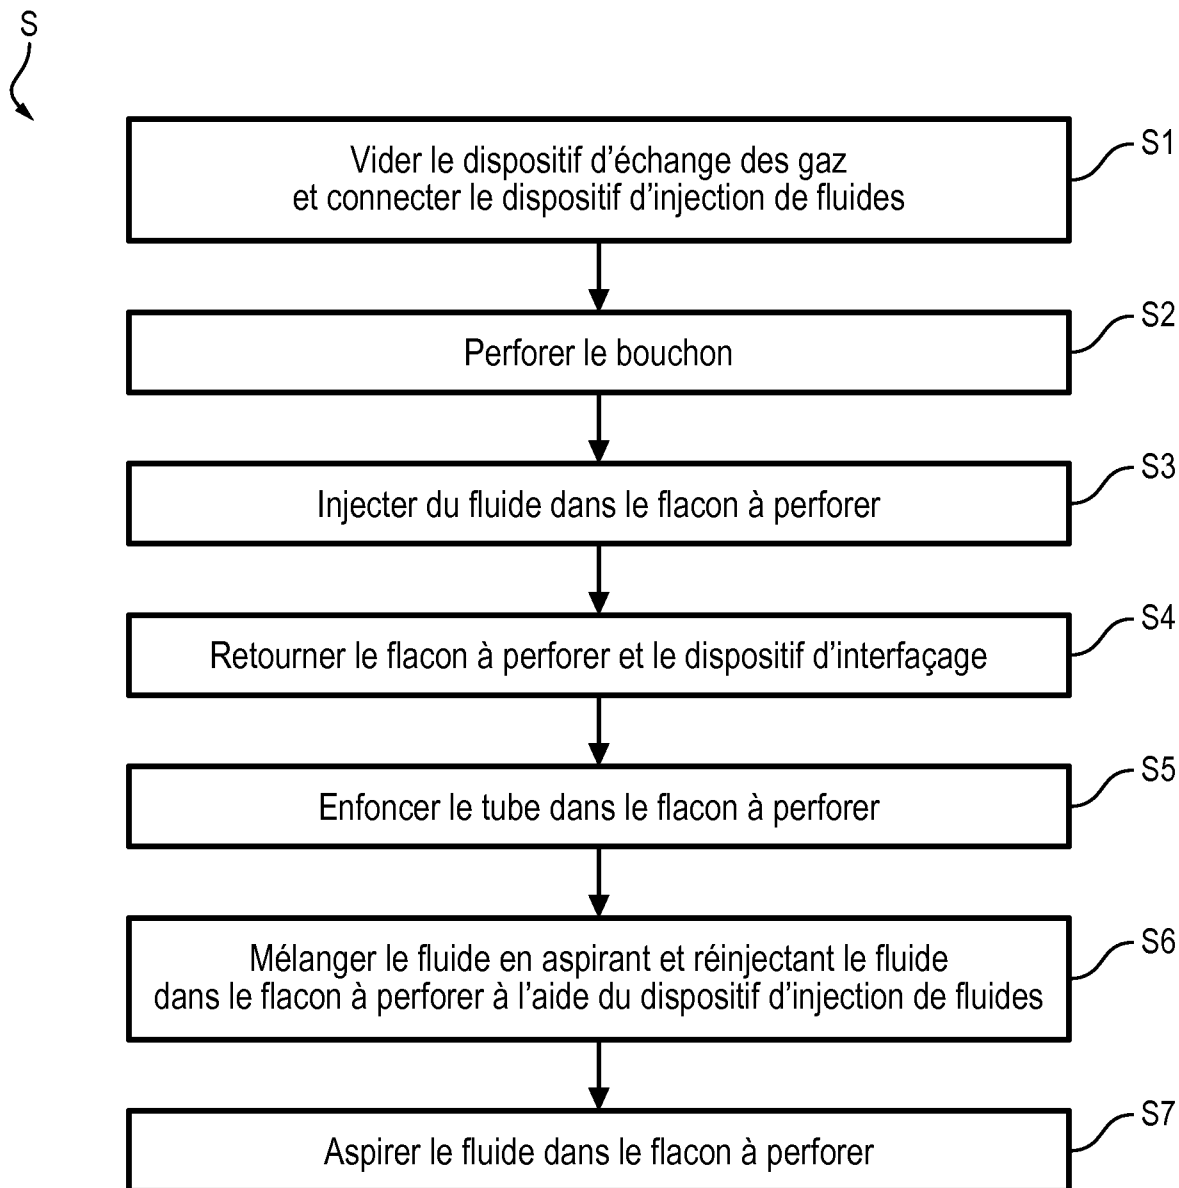 S
Vider le dispositif d'échange des gaz
et connecter le dispositif d'injection de fluides
S1
Perforer le bouchon
S2
Injecter du fluide dans le flacon à perforer
S3
Retourner le flacon à perforer et le dispositif d'interfaçage
S4
Enfoncer le tube dans le flacon à perforer
S5
Mélanger le fluide en aspirant et réinjectant le fluide
dans le flacon à perforer à l'aide du dispositif d'injection de fluides
S6
Aspirer le fluide dans le flacon à perforer
S7